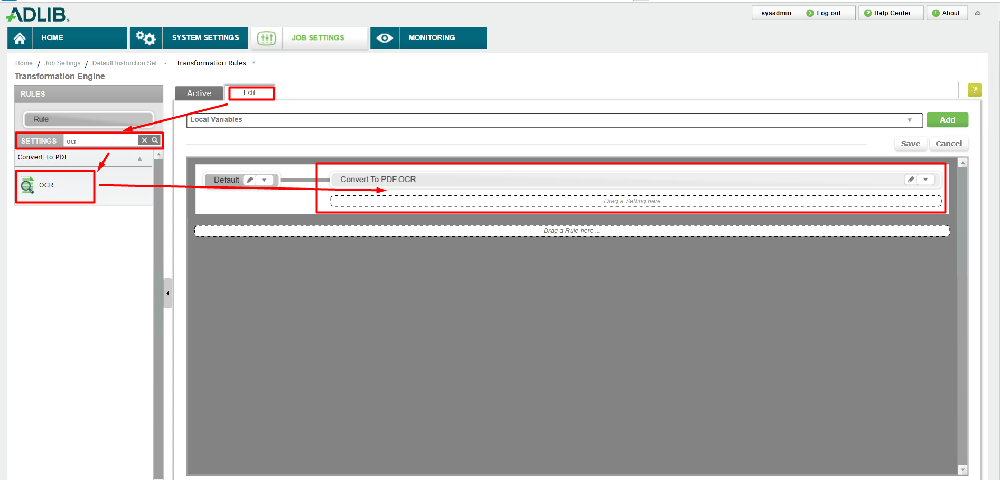 ADLIB®
sysadmin Log out Help Center About
HOME SYSTEM SETTINGS JOB SETTINGS MONITORING
Home / Job Settings / Default Instruction Set - Transformation Rules
Transformation Engine
RULES
Active Edit
?
Rule
Local Variables
Add
SETTINGS ocr
Save Cancel
Convert To PDF
OCR
Default
Convert To PDF.OCR
Drag a Setting here ...
Drag a Rule here ...